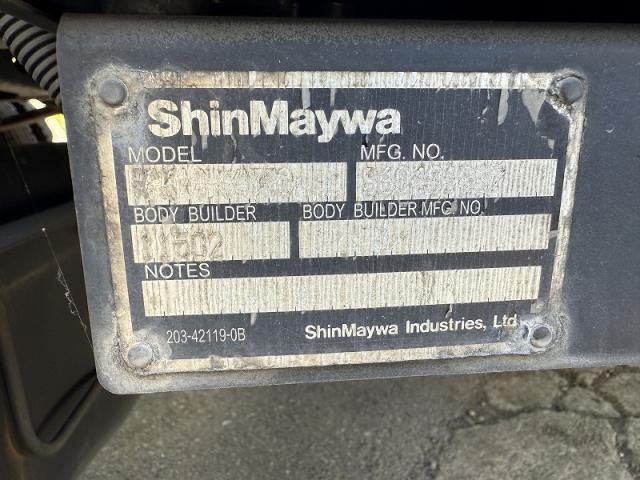 ShinMaywa
MODEL MFG. NO.
BODY BUILDER BODY BUILDER MFG. NO.
NOTES
203-42119-0B ShinMaywa Industries, Ltd.